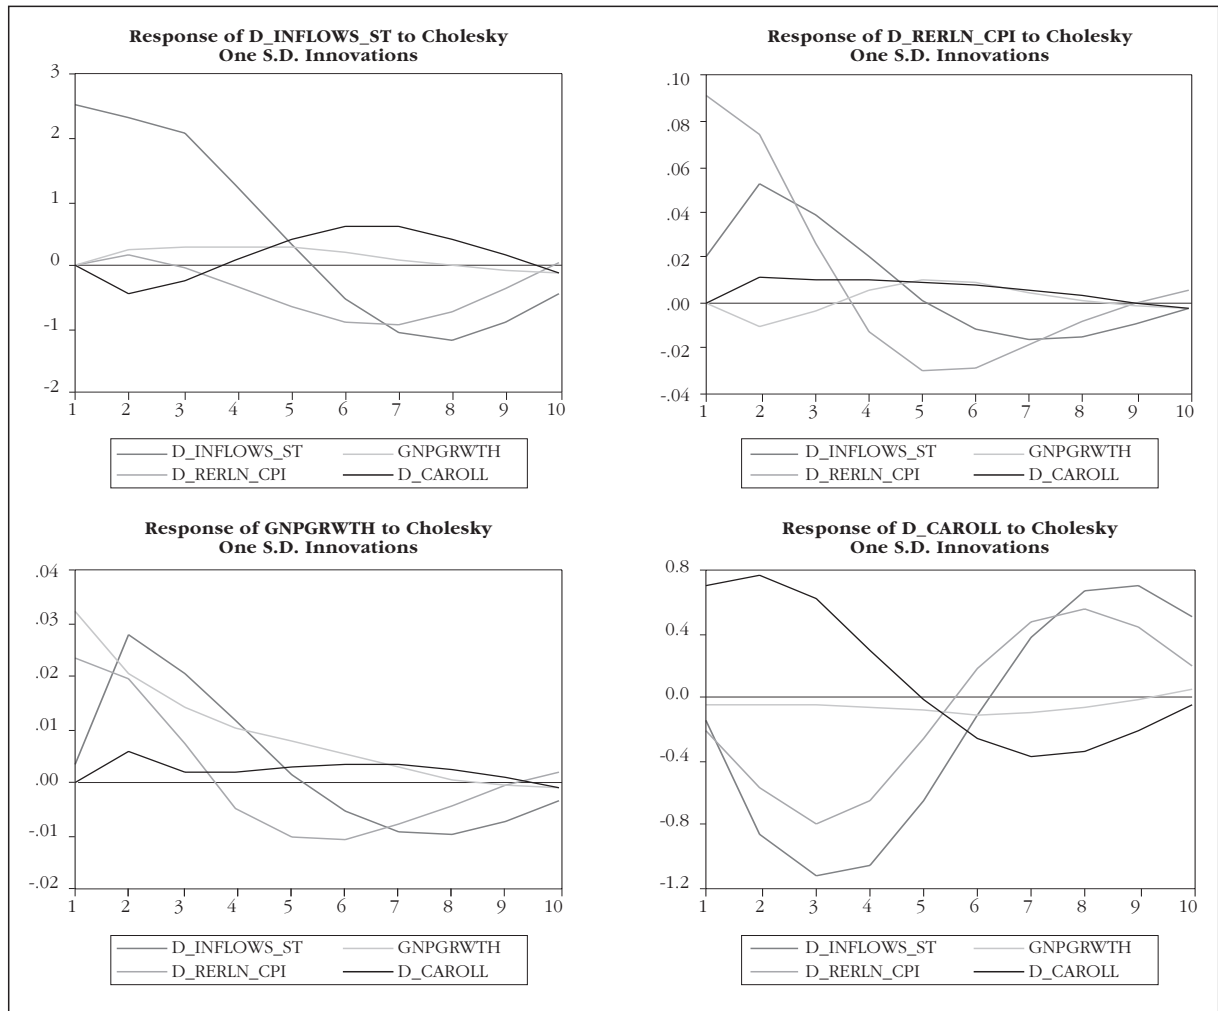 Response of D_INFLOWS_ST to Cholesky
One S.D. Innovations
3
2
1
0
-1
-2
1 2 3 4 5 6 7 8 9 10
D_INFLOWS_ST GNPGRWTH
D_RERLN_CPI D_CAROLL
Response of D_RERLN_CPI to Cholesky
One S.D. Innovations
.10
.08
.06
.04
.02
.00
-.02
-.04
1 2 3 4 5 6 7 8 9 10
D_INFLOWS_ST GNPGRWTH
D_RERLN_CPI D_CAROLL
Response of GNPGRWTH to Cholesky
One S.D. Innovations
.04
.03
.02
.01
.00
-.01
-.02
1 2 3 4 5 6 7 8 9 10
D_INFLOWS_ST GNPGRWTH
D_RERLN_CPI D_CAROLL
Response of D_CAROLL to Cholesky
One S.D. Innovations
0.8
0.4
0.0
-0.4
-0.8
-1.2
1 2 3 4 5 6 7 8 9 10
D_INFLOWS_ST GNPGRWTH
D_RERLN_CPI D_CAROLL